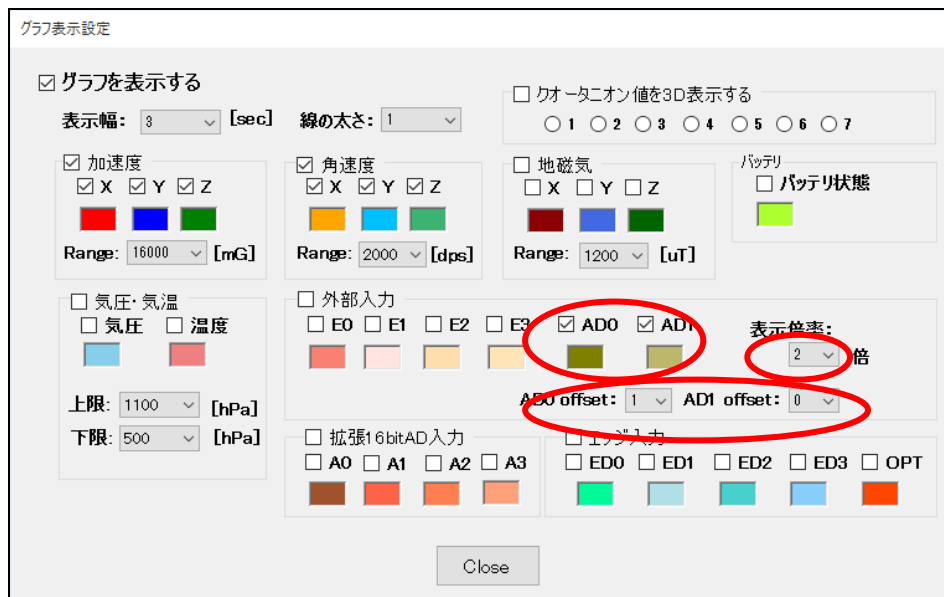 グラフ表示設定
グラフを表示する
表示幅: 3 [sec] 線の太さ: 1
クオータニオン値を3D表示する
1 2 3 4 5 6 7
加速度
X Y Z
Range: 16000 [mG]
角速度
X Y Z
Range: 2000 [dps]
地磁気
X Y Z
Range: 1200 [uT]
バッテリ
バッテリ状態
気圧・気温
気圧 温度
上限: 1100 [hPa]
下限: 500 [hPa]
外部入力
E0 E1 E2 E3 AD0 AD1
表示倍率:
2 倍
AD0 offset: 1 AD1 offset: 0
拡張16bitAD入力
A0 A1 A2 A3
エッジ入力
ED0 ED1 ED2 ED3 OPT
Close